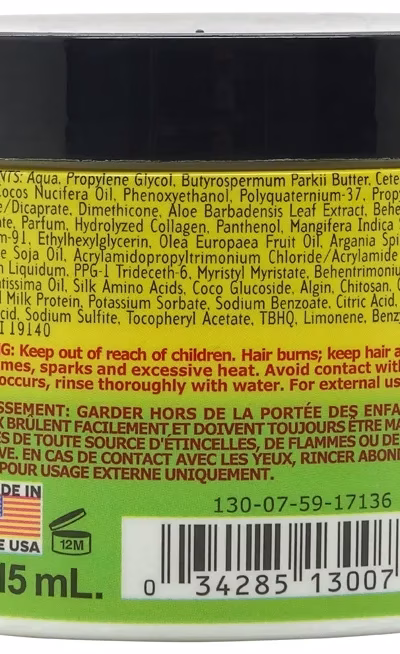 NTS: Aqua, Propylene Glycol, Butyrospermum Parkii Butter, Cete
Cocos Nucifera Oil, Phenoxyethanol, Polyquaternium-37, Prop
e/Dicaprate, Dimethicone, Aloe Barbadensis Leaf Extract, Behe
ate, Parfum, Hydrolyzed Collagen, Panthenol, Mangifera Indica
m-91, Ethylhexylglycerin, Olea Europaea Fruit Oil, Argania Spi
e Soja Oil, Acrylamidopropyltrimonium Chloride/Acrylamide
n Liquidum, PPG-1 Trideceth-6, Myristyl Myristate, Behentrimoniu
atissima Oil, Silk Amino Acids, Coco Glucoside, Algin, Chitosan,
Milk Protein, Potassium Sorbate, Sodium Benzoate, Citric Acid,
cid, Sodium Sulfite, Tocopheryl Acetate, TBHQ, Limonene, Benzy
I 19140
G: Keep out of reach of children. Hair burns; keep hair a
mes, sparks and excessive heat. Avoid contact with
occurs, rinse thoroughly with water. For external us
SSEMENT: GARDER HORS DE LA PORTÉE DES ENFA
X BRÛLENT FACILEMENT,ET DOIVENT TOUJOURS ÊTRE MA
ÉS DE TOUTE SOURCE D'ÉTINCELLES, DE FLAMMES OU DE
VE. EN CAS DE CONTACT AVEC LES YEUX, RINCER ABON
POUR USAGE EXTERNE UNIQUEMENT.
130-07-59-17136
DE IN
E USA
12M
15 mL.
0 34285 13007